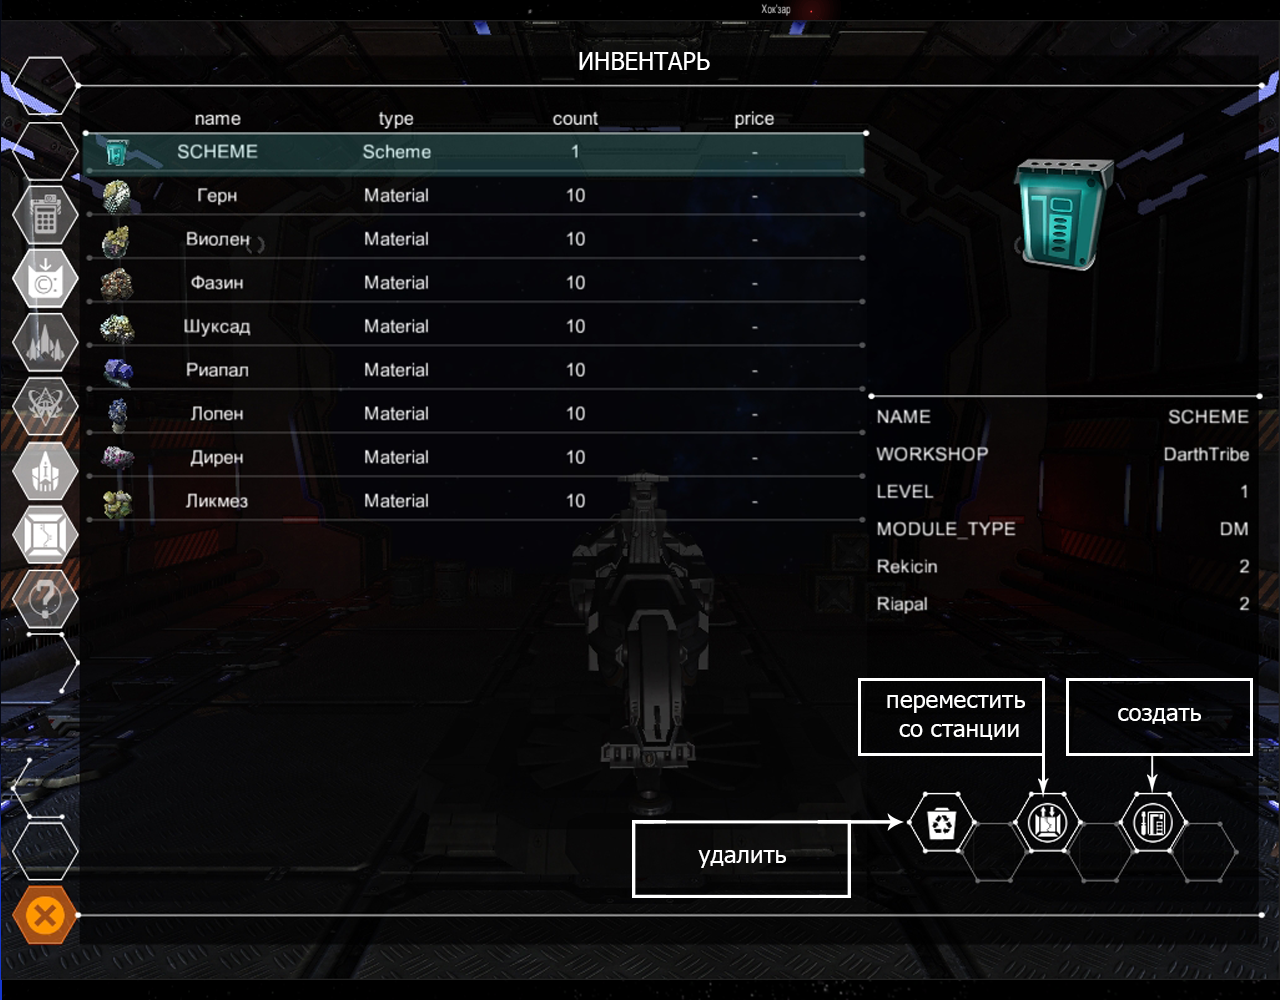 Хок'зар
ИНВЕНТАРЬ
name type count price
SCHEME Scheme 1 -
Герн Material 10 -
Виолен Material 10 -
Фазин Material 10 -
Шуксад Material 10 -
Риапал Material 10 -
Лопен Material 10 -
Дирен Material 10 -
Ликмез Material 10 -
NAME SCHEME
WORKSHOP DarthTribe
LEVEL 1
MODULE_TYPE DM
Rekicin 2
Riapal 2
переместить
со станции
создать
удалить